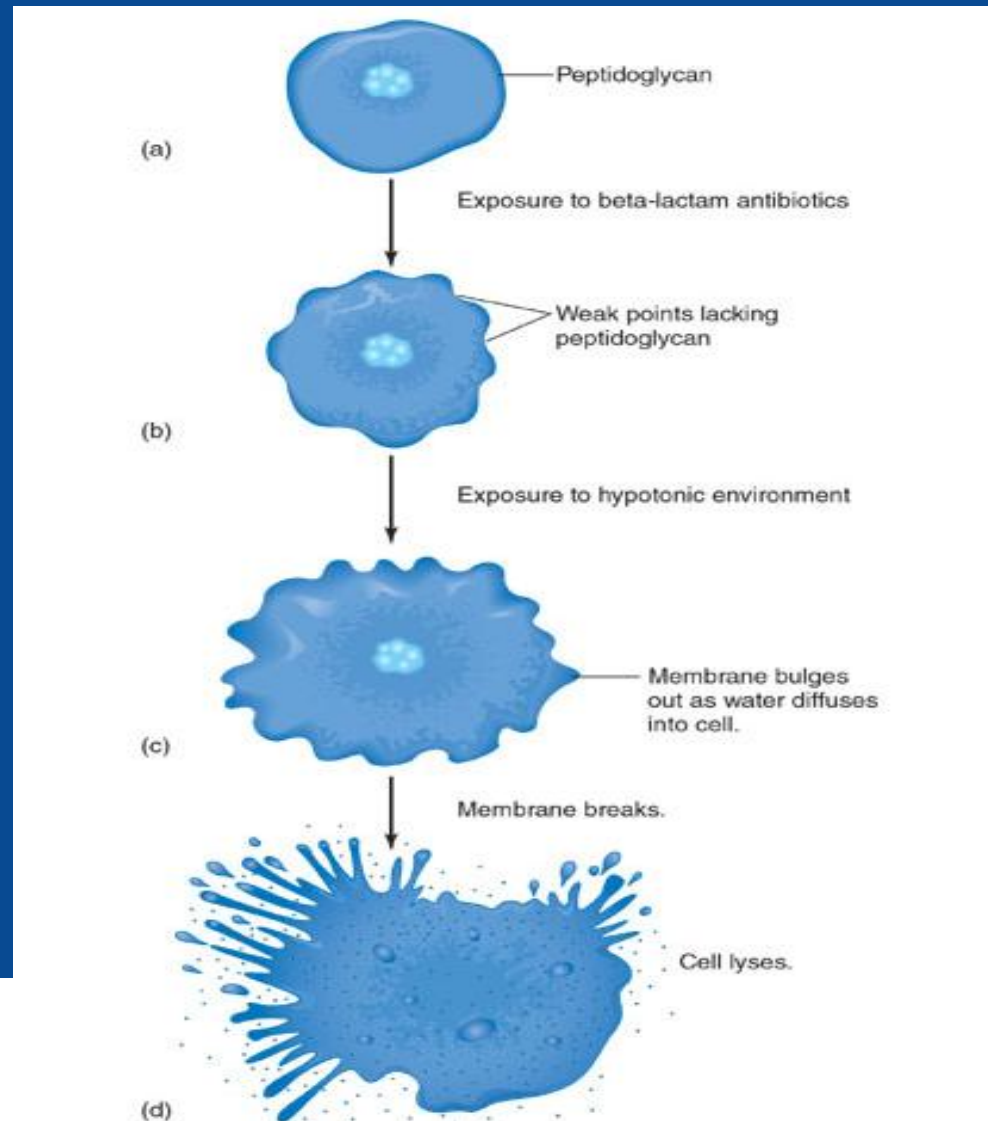 Peptidoglycan
(a)
Exposure to beta-lactam antibiotics
Weak points lacking
peptidoglycan
(b)
Exposure to hypotonic environment
Membrane bulges
out as water diffuses
into cell.
(c)
Membrane breaks.
Cell lyses.
(d)